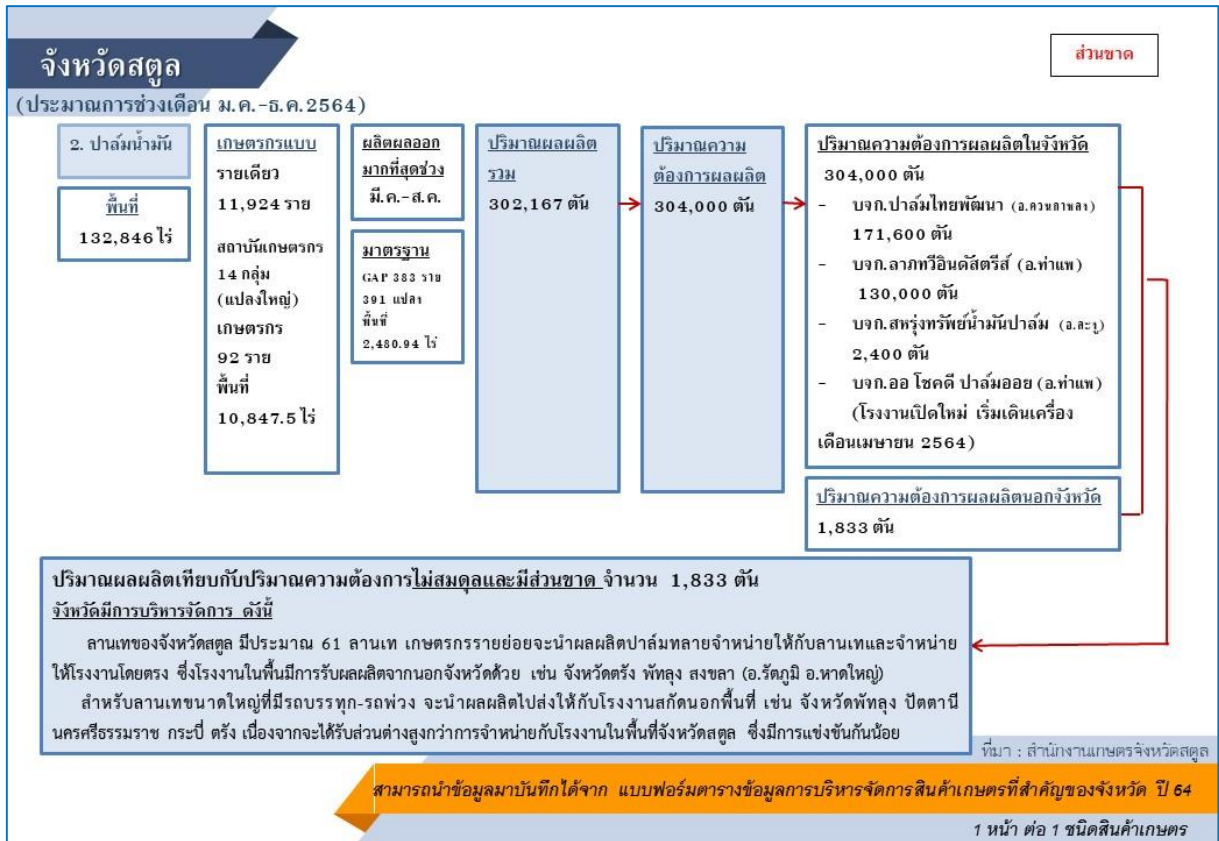 จังหวัดสตูล
ส่วนขาด
(ประมาณการช่วงเดือน ม.ค.-ธ.ค.2564)
2. ปาล์มน้ำมัน
พื้นที่
132,846 ไร่
เกษตรกรแบบ
รายเดียว
11,924 ราย
สถาบันเกษตรกร
14 กลุ่ม
(แปลงใหญ่)
เกษตรกร
92 ราย
พื้นที่
10,847.5 ไร่
ผลิตผลออก
มากที่สุดช่วง
มี.ค.-ส.ค.
มาตรฐาน
GAP 383 ราย
391 แปลง
พื้นที่
2,480.94 ไร่
ปริมาณผลผลิต
รวม
302,167 ตัน
ปริมาณความ
ต้องการผลผลิต
304,000 ตัน
ปริมาณความต้องการผลผลิตในจังหวัด
304,000 ตัน
- บจก.ปาล์มไทยพัฒนา (อ.ควนกาหลง)
171,600 ตัน
- บจก.ลาภทวีอินดัสตรีส์ (อ.ท่าแพ)
130,000 ตัน
- บจก.สหรุ่งทรัพย์น้ำมันปาล์ม (อ.ละงู)
2,400 ตัน
- บจก.ออ โชคดี ปาล์มออย (อ.ท่าแพ)
(โรงงานเปิดใหม่ เริ่มเดินเครื่อง
เดือนเมษายน 2564)
ปริมาณความต้องการผลผลิตนอกจังหวัด
1,833 ตัน
ปริมาณผลผลิตเทียบกับปริมาณความต้องการไม่สมดุลและมีส่วนขาด จำนวน 1,833 ตัน
จังหวัดมีการบริหารจัดการ ดังนี้
ลานเทของจังหวัดสตูล มีประมาณ 61 ลานเท เกษตรกรรายย่อยจะนำผลผลิตปาล์มทลายจำหน่ายให้กับลานเทและจำหน่าย
ให้โรงงานโดยตรง ซึ่งโรงงานในพื้นมีการรับผลผลิตจากนอกจังหวัดด้วย เช่น จังหวัดตรัง พัทลุง สงขลา (อ.รัตภูมิ อ.หาดใหญ่)
สำหรับลานเทขนาดใหญ่ที่มีรถบรรทุก-รถพ่วง จะนำผลผลิตไปส่งให้กับโรงงานสกัดนอกพื้นที่ เช่น จังหวัดพัทลุง ปัตตานี
นครศรีธรรมราช กระบี่ ตรัง เนื่องจากจะได้รับส่วนต่างสูงกว่าการจำหน่ายกับโรงงานในพื้นที่จังหวัดสตูล ซึ่งมีการแข่งขันกันน้อย
ที่มา : สำนักงานเกษตรจังหวัดสตูล
สามารถนำข้อมูลมาบันทึกได้จาก แบบฟอร์มตารางข้อมูลการบริหารจัดการสินค้าเกษตรที่สำคัญของจังหวัด ปี 64
1 หน้า ต่อ 1 ชนิดสินค้าเกษตร